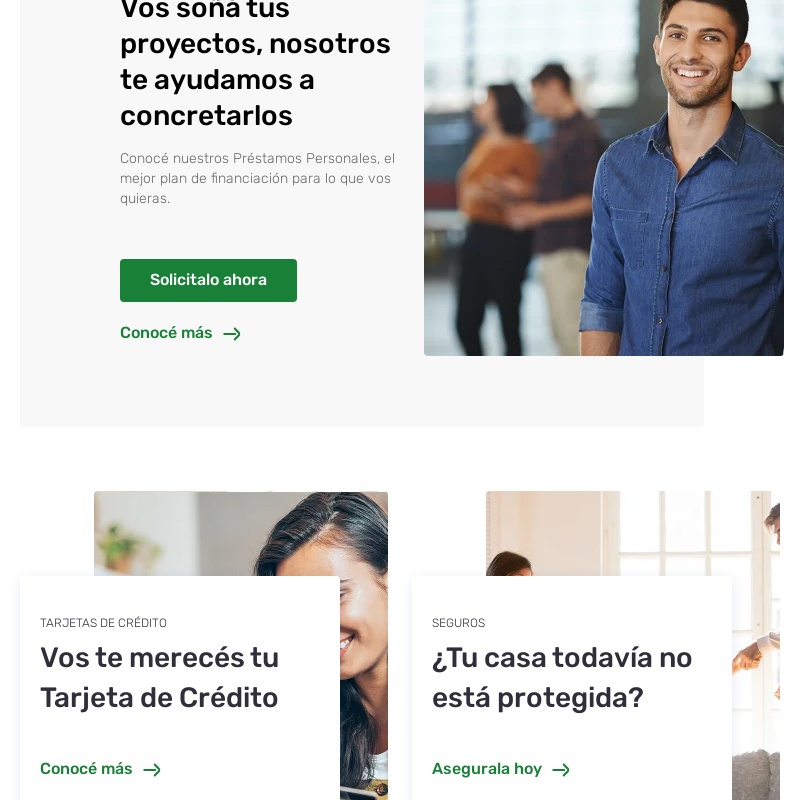 Vos soñá tus
proyectos, nosotros
te ayudamos a
concretarlos
Conocé nuestros Préstamos Personales, el
mejor plan de financiación para lo que vos
quieras.
Solicitalo ahora
Conocé más
TARJETAS DE CRÉDITO
Vos te merecés tu
Tarjeta de Crédito
Conocé más
SEGUROS
¿Tu casa todavía no
está protegida?
Asegurala hoy